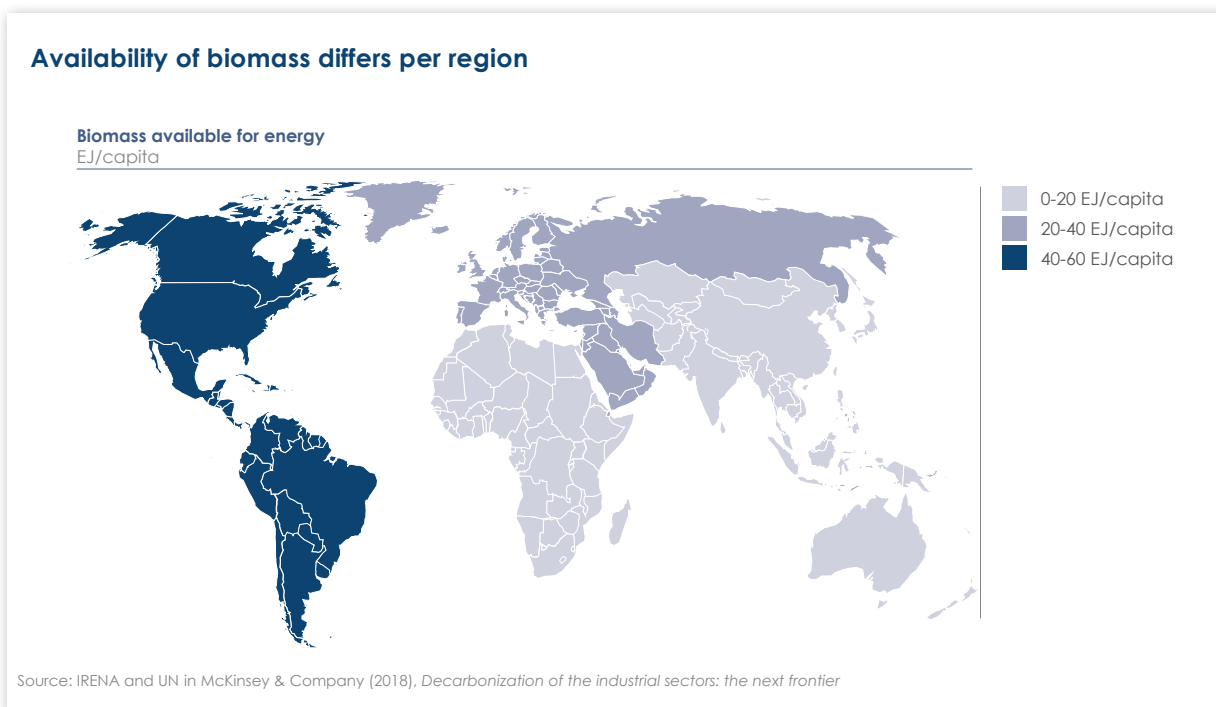 Availability of biomass differs per region
Biomass available for energy
EJ/capita
0-20 EJ/capita
20-40 EJ/capita
40-60 EJ/capita
Source: IRENA and UN in McKinsey & Company (2018), Decarbonization of the industrial sectors: the next frontier